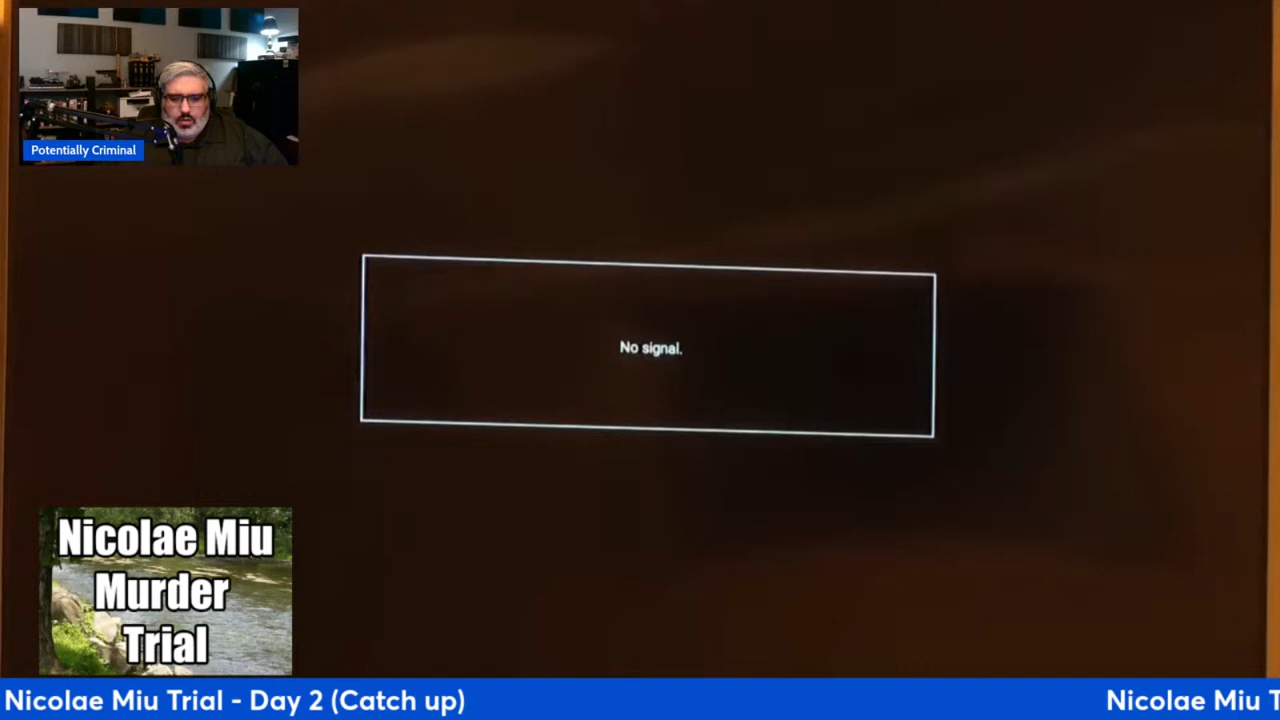 Potentially Criminal
No signal.
Nicolae Miu
Murder
Trial
Nicolae Miu Trial - Day 2 (Catch up)
Nicolae Miu T